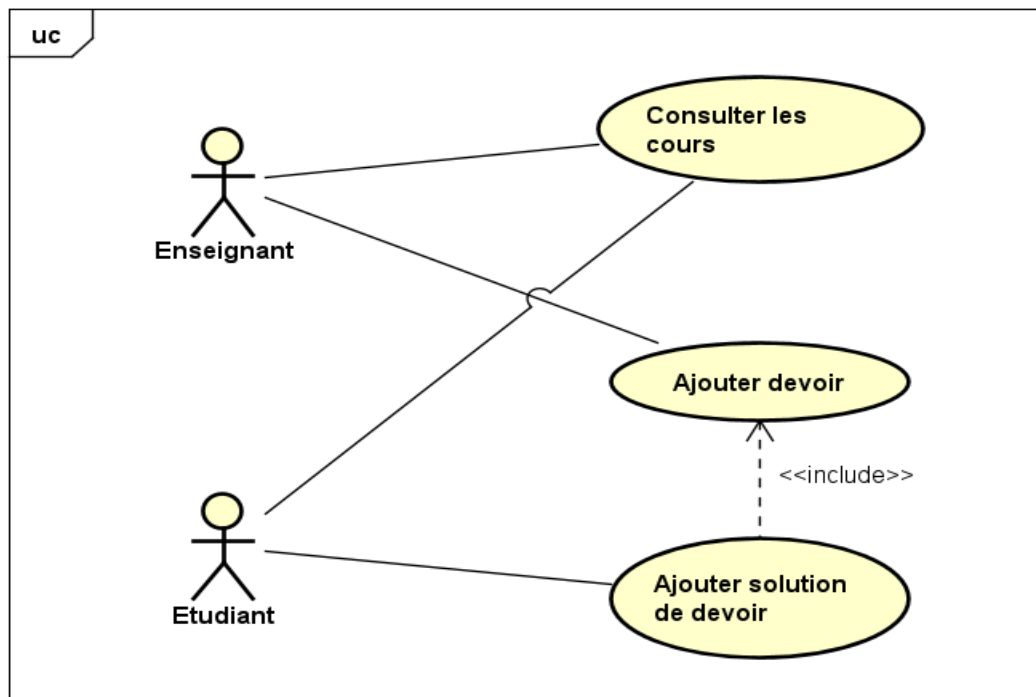 uc
Consulter les
cours
Enseignant
Ajouter devoir
<<include>>
Ajouter solution
de devoir
Etudiant